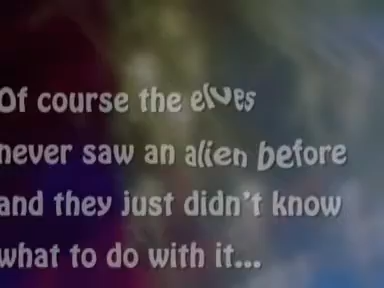 Of course the elves
never saw an alien before
and they just didn't know
what to do with it...